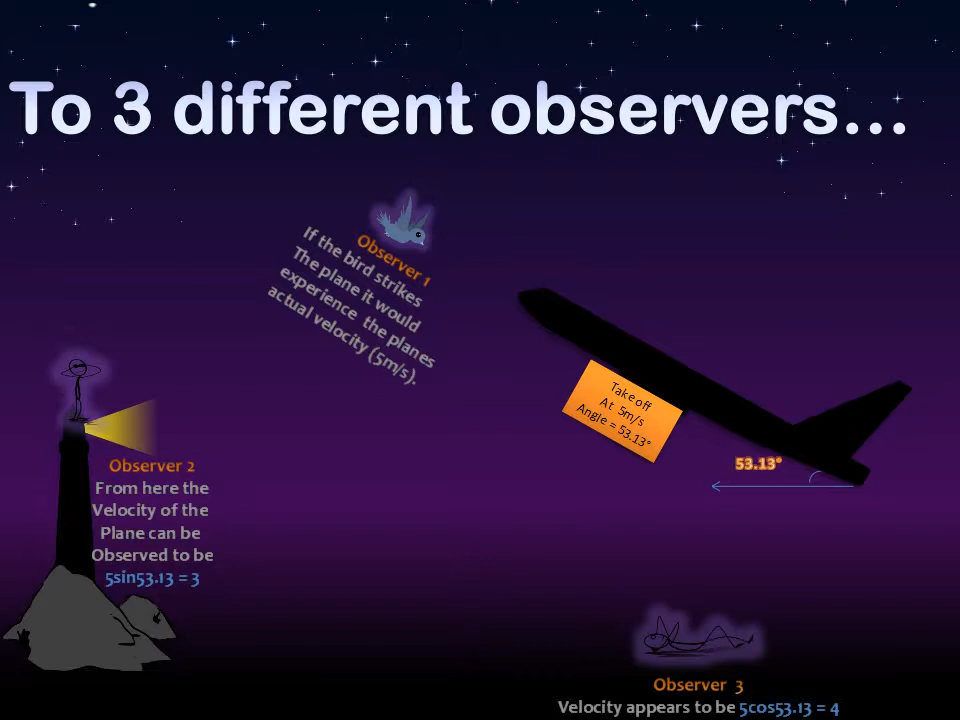 To 3 different observers...
Observer 1
If the bird strikes
The plane it would
experience the planes
actual velocity (5m/s).
Take off
At 5m/s
Angle = 53.13°
53.13°
Observer 2
From here the
Velocity of the
Plane can be
Observed to be
5sin53.13 = 3
Observer 3
Velocity appears to be 5cos53.13 = 4